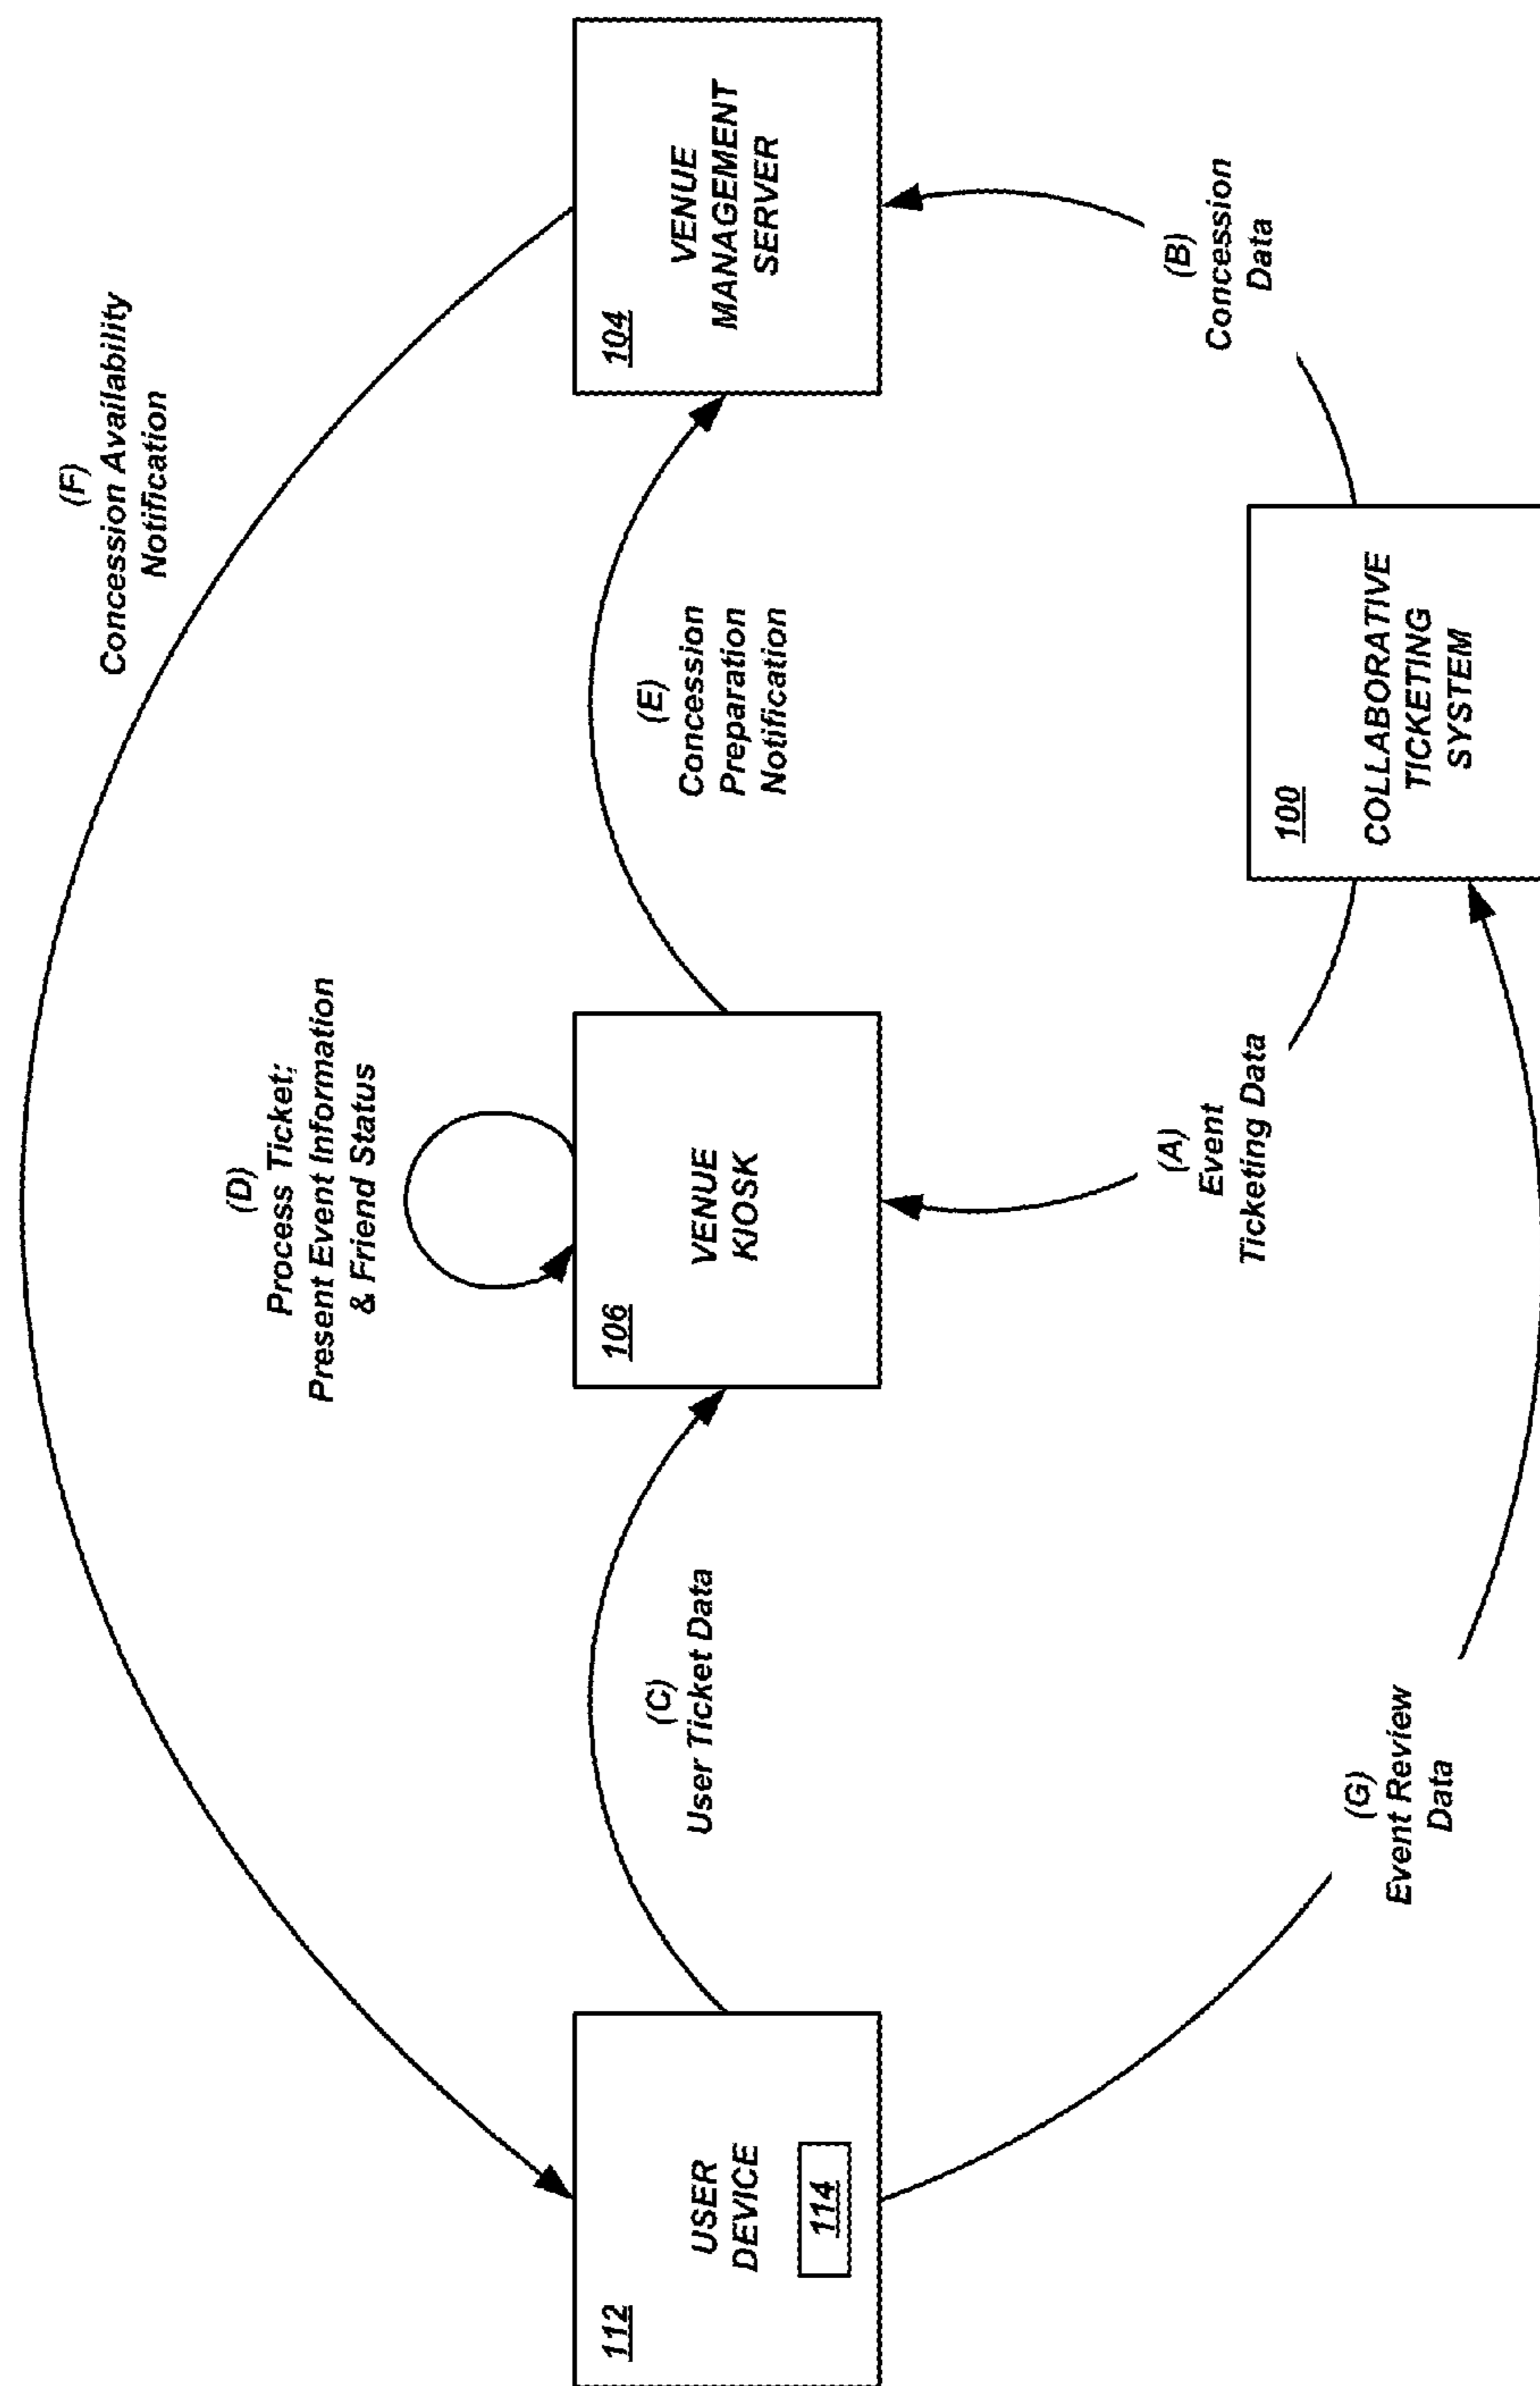 (F)
Concession Availability
Notification
(D)
Process Ticket;
Present Event Information
& Friend Status
112
USER
DEVICE
114
(C)
User Ticket Data
106
VENUE
KIOSK
(E)
Concession
Preparation
Notification
104
VENUE
MANAGEMENT
SERVER
(A)
Event
Ticketing Data
(B)
Concession
Data
(G)
Event Review
Data
100
COLLABORATIVE
TICKETING
SYSTEM